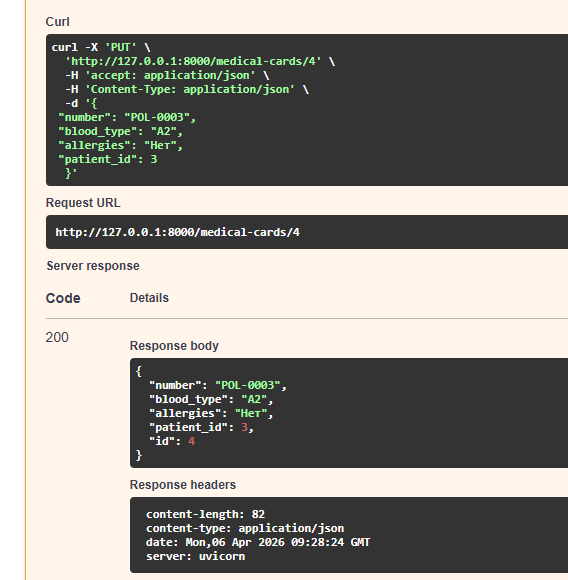 Curl
curl -X 'PUT' \
'http://127.0.0.1:8000/medical-cards/4' \
-H 'accept: application/json' \
-H 'Content-Type: application/json' \
-d '{
"number": "POL-0003",
"blood_type": "A2",
"allergies": "Нет",
"patient_id": 3
}'
Request URL
http://127.0.0.1:8000/medical-cards/4
Server response
Code Details
200
Response body
{
"number": "POL-0003",
"blood_type": "A2",
"allergies": "Нет",
"patient_id": 3,
"id": 4
}
Response headers
content-length: 82
content-type: application/json
date: Mon,06 Apr 2026 09:28:24 GMT
server: uvicorn